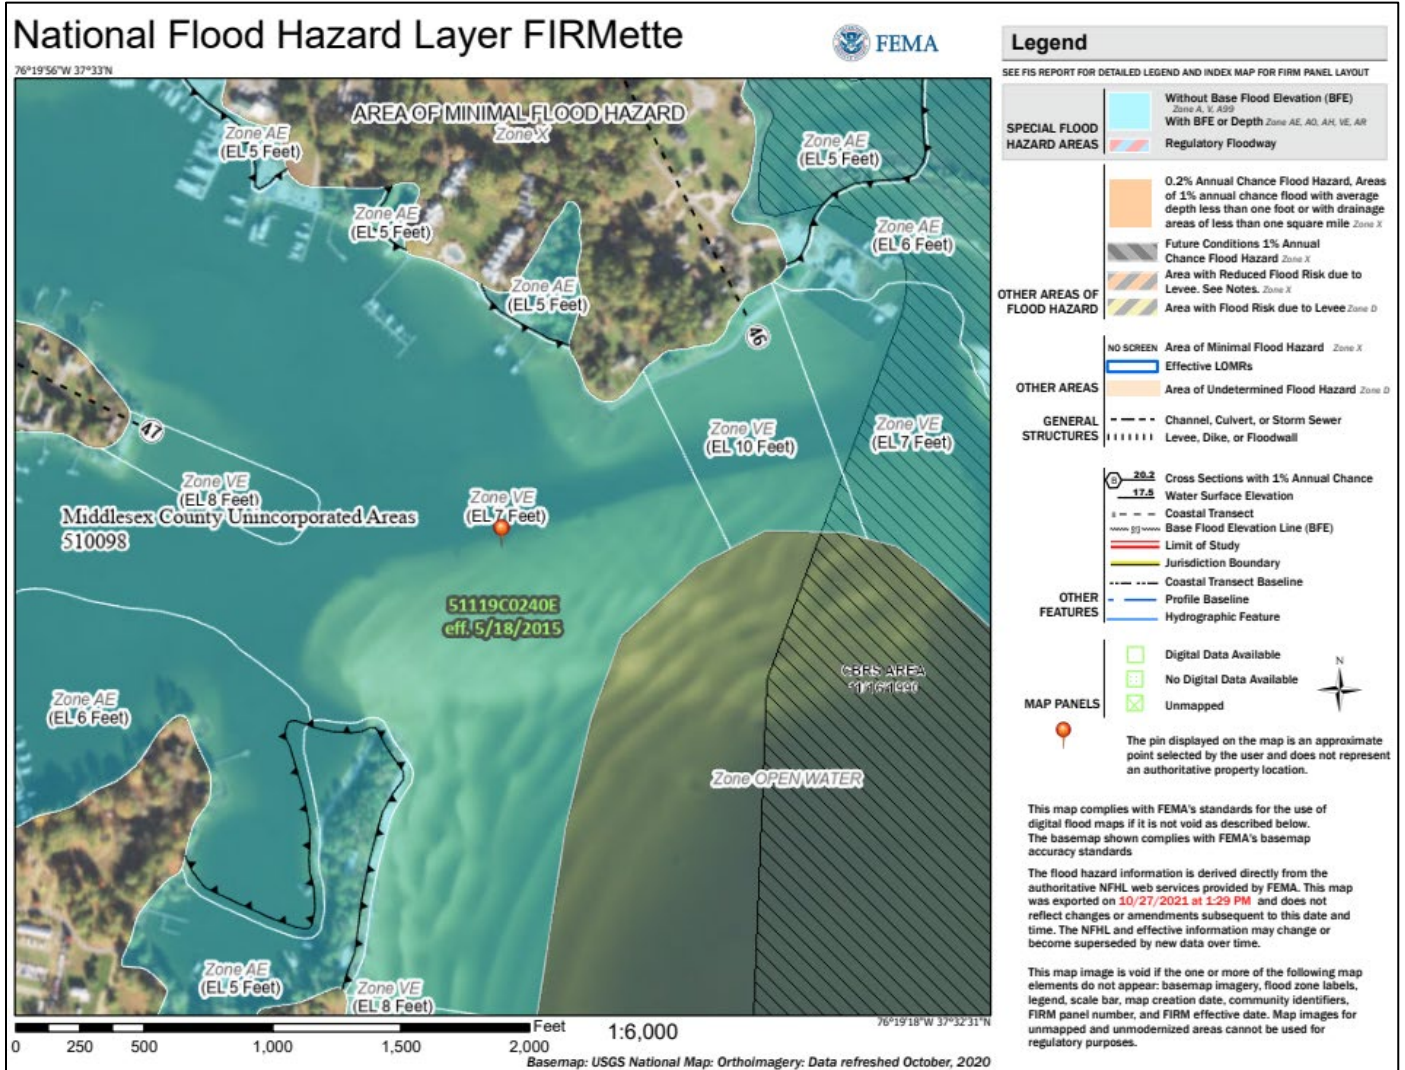 National Flood Hazard Layer FIRMette
FEMA
76°19'56"W 37°33'N
AREA OF MINIMAL FLOOD HAZARD
Zone X
Zone AE
(EL 5 Feet)
Zone AE
(EL 5 Feet)
Zone AE
(EL 5 Feet)
Zone AE
(EL 6 Feet)
Zone AE
(EL 5 Feet)
46
47
Zone VE
(EL 10 Feet)
Zone VE
(EL 7 Feet)
Zone VE
(EL 8 Feet)
Zone VE
(EL 7 Feet)
Middlesex County Unincorporated Areas
510098
51119C0240E
eff. 5/18/2015
CBRS AREA
11/16/1990
Zone AE
(EL 6 Feet)
Zone OPEN WATER
Zone AE
(EL 5 Feet)
Zone VE
(EL 8 Feet)
76°19'18"W 37°32'31"N
Feet
1:6,000
0 250 500 1,000 1,500 2,000
Basemap: USGS National Map: Orthoimagery: Data refreshed October, 2020
Legend
SEE FIS REPORT FOR DETAILED LEGEND AND INDEX MAP FOR FIRM PANEL LAYOUT
SPECIAL FLOOD
HAZARD AREAS
Without Base Flood Elevation (BFE)
Zone A, V, A99
With BFE or Depth Zone AE, AO, AH, VE, AR
Regulatory Floodway
OTHER AREAS OF
FLOOD HAZARD
0.2% Annual Chance Flood Hazard, Areas
of 1% annual chance flood with average
depth less than one foot or with drainage
areas of less than one square mile Zone X
Future Conditions 1% Annual
Chance Flood Hazard Zone X
Area with Reduced Flood Risk due to
Levee. See Notes. Zone X
Area with Flood Risk due to Levee Zone D
OTHER AREAS
NO SCREEN Area of Minimal Flood Hazard Zone X
Effective LOMRs
Area of Undetermined Flood Hazard Zone D
GENERAL
STRUCTURES
Channel, Culvert, or Storm Sewer
Levee, Dike, or Floodwall
OTHER
FEATURES
B 20.2 Cross Sections with 1% Annual Chance
17.5 Water Surface Elevation
8 Coastal Transect
513 Base Flood Elevation Line (BFE)
Limit of Study
Jurisdiction Boundary
Coastal Transect Baseline
Profile Baseline
Hydrographic Feature
MAP PANELS
Digital Data Available
No Digital Data Available
Unmapped
N
The pin displayed on the map is an approximate
point selected by the user and does not represent
an authoritative property location.
This map complies with FEMA's standards for the use of
digital flood maps if it is not void as described below.
The basemap shown complies with FEMA's basemap
accuracy standards
The flood hazard information is derived directly from the
authoritative NFHL web services provided by FEMA. This map
was exported on 10/27/2021 at 1:29 PM and does not
reflect changes or amendments subsequent to this date and
time. The NFHL and effective information may change or
become superseded by new data over time.
This map image is void if the one or more of the following map
elements do not appear: basemap imagery, flood zone labels,
legend, scale bar, map creation date, community identifiers,
FIRM panel number, and FIRM effective date. Map images for
unmapped and unmodernized areas cannot be used for
regulatory purposes.